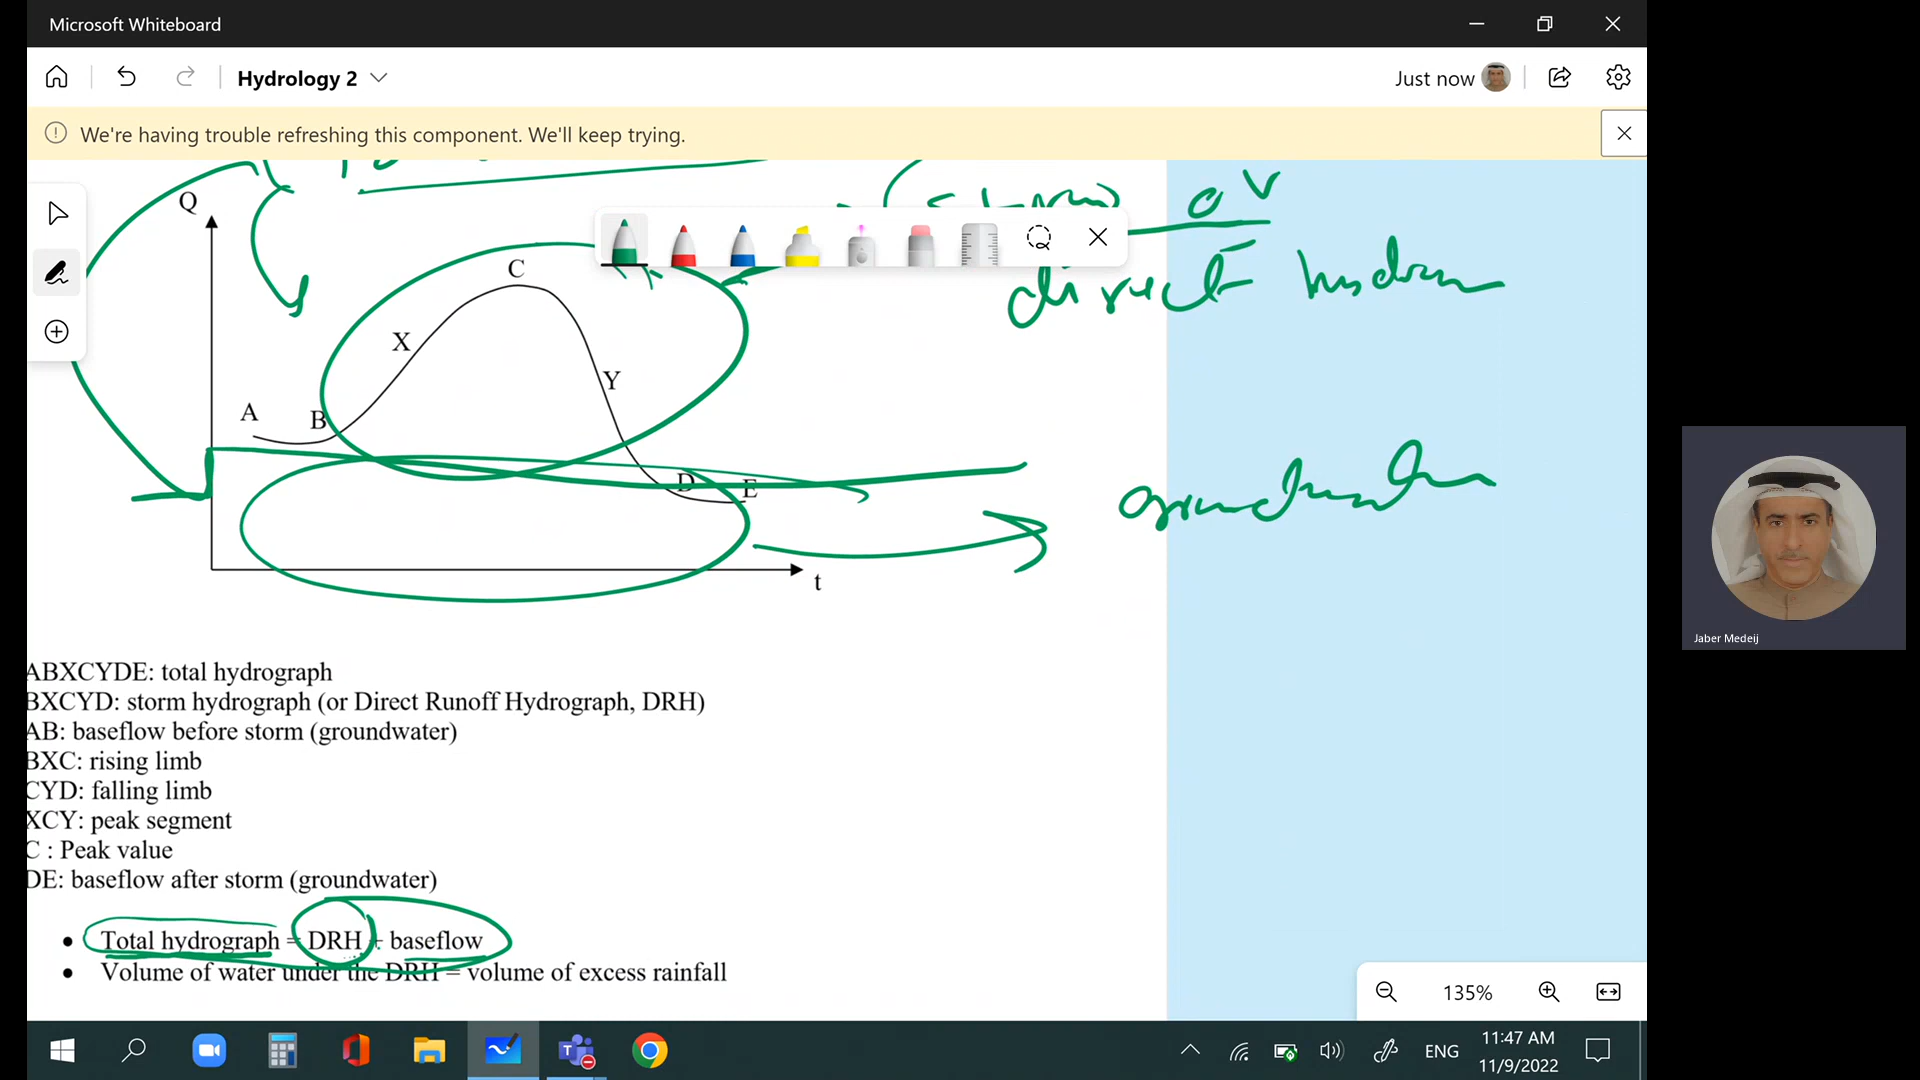 Microsoft Whiteboard
Hydrology 2
Just now
We're having trouble refreshing this component. We'll keep trying.
or
Q
direct
C
X
Y
A
B
groundwater
D
E
t
Jaber Medeij
ABXCYDE: total hydrograph
BXCYD: storm hydrograph (or Direct Runoff Hydrograph, DRH)
AB: baseflow before storm (groundwater)
BXC: rising limb
CYD: falling limb
XCY: peak segment
C : Peak value
DE: baseflow after storm (groundwater)
• Total hydrograph = DRH + baseflow
• Volume of water under the DRH = volume of excess rainfall
135%
ENG
11:47 AM
11/9/2022